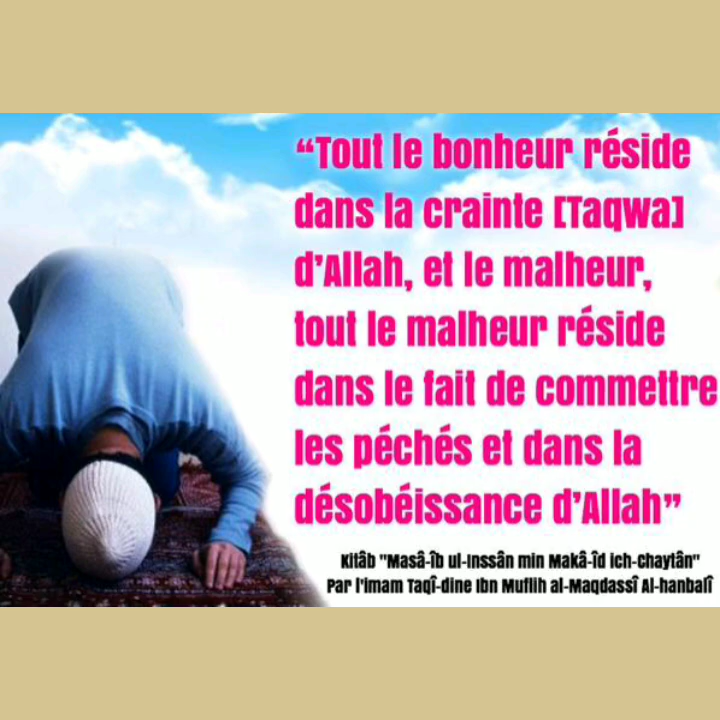 “Tout le bonheur réside
dans la crainte [Taqwa]
d’Allah, et le malheur,
tout le malheur réside
dans le fait de commettre
les péchés et dans la
désobéissance d’Allah”
Kitâb "Masâ-îb ul-Inssân min Makâ-îd ich-chaytân"
Par l'imam Taqî-dine Ibn Muflih al-Maqdassî Al-hanbalî